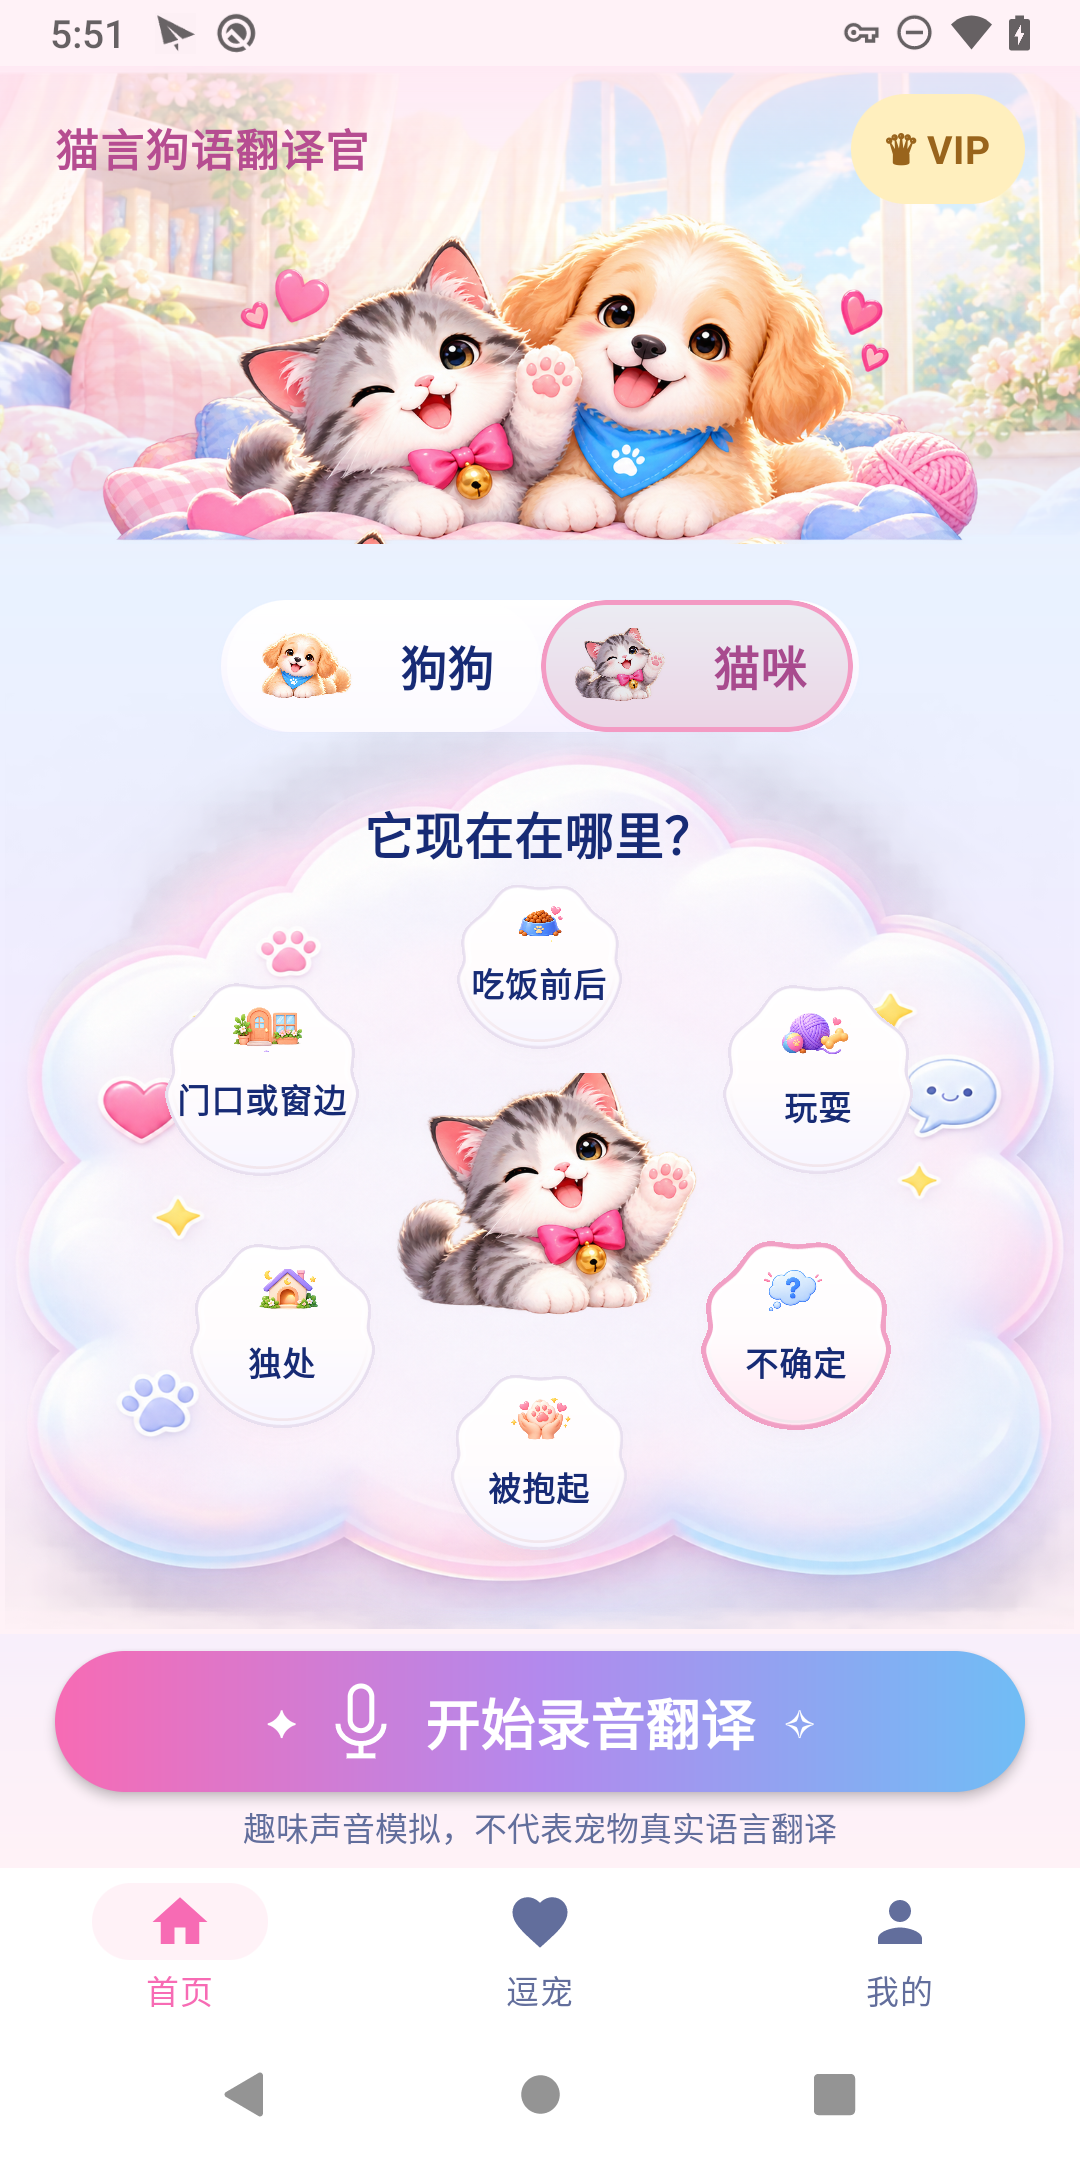 5:51
猫言狗语翻译官
VIP
狗狗
猫咪
它现在在哪里?
吃饭前后
门口或窗边
玩耍
独处
不确定
被抱起
开始录音翻译
趣味声音模拟，不代表宠物真实语言翻译
首页
逗宠
我的